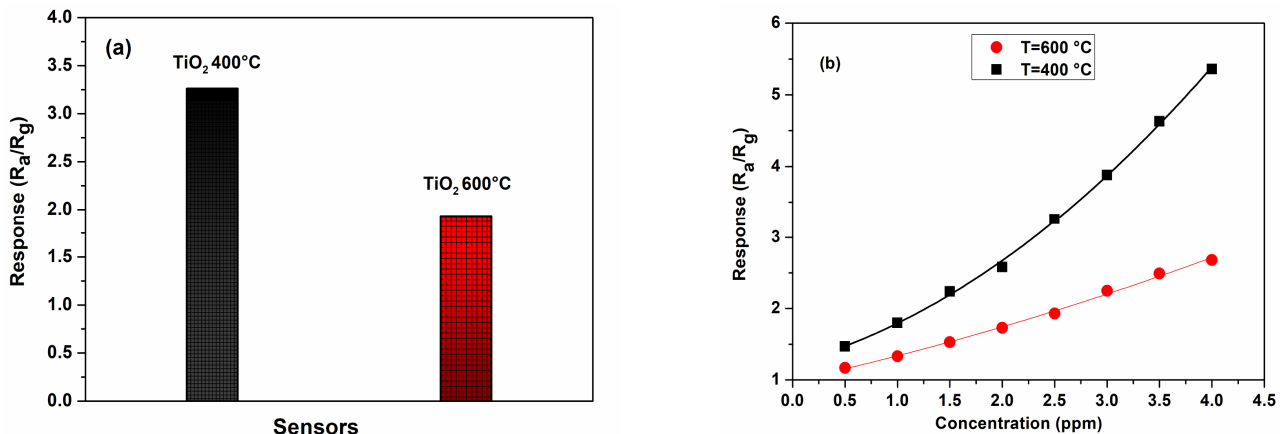 (a)
TiO₂ 400°C
TiO₂ 600°C
4.0
3.5
3.0
2.5
2.0
1.5
1.0
0.5
0.0
Response (Rₐ/R_g)
Sensors
(b)
T=600 °C
T=400 °C
6
5
4
3
2
1
Response (Rₐ/R_g)
0.0 0.5 1.0 1.5 2.0 2.5 3.0 3.5 4.0 4.5
Concentration (ppm)